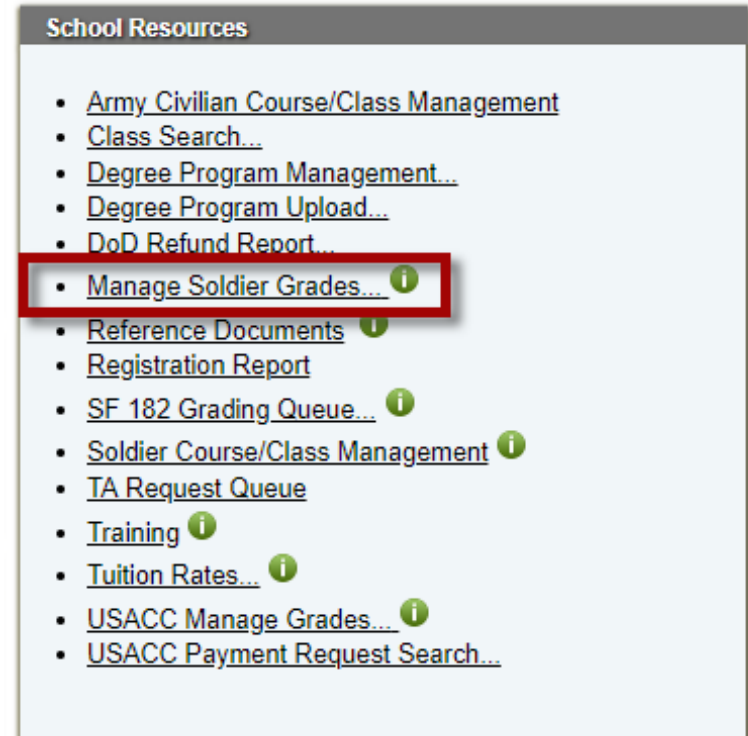 School Resources
Army Civilian Course/Class Management
Class Search...
Degree Program Management...
Degree Program Upload...
DoD Refund Report...
Manage Soldier Grades...
Reference Documents
Registration Report
SF 182 Grading Queue...
Soldier Course/Class Management
TA Request Queue
Training
Tuition Rates...
USACC Manage Grades...
USACC Payment Request Search...